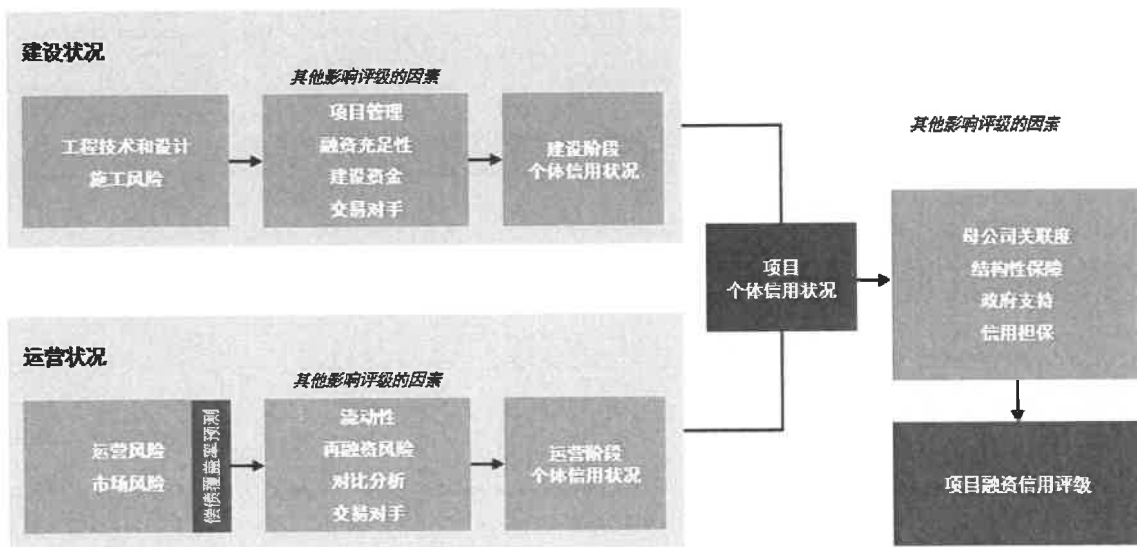 建设状况
其他影响评级的因素
工程技术和设计
施工风险
项目管理
融资充足性
建设资金
交易对手
建设阶段
个体信用状况
运营状况
其他影响评级的因素
运营风险
市场风险
偿债覆盖率预测
流动性
再融资风险
对比分析
交易对手
运营阶段
个体信用状况
项目
个体信用状况
其他影响评级的因素
母公司关联度
结构性保障
政府支持
信用担保
项目融资信用评级